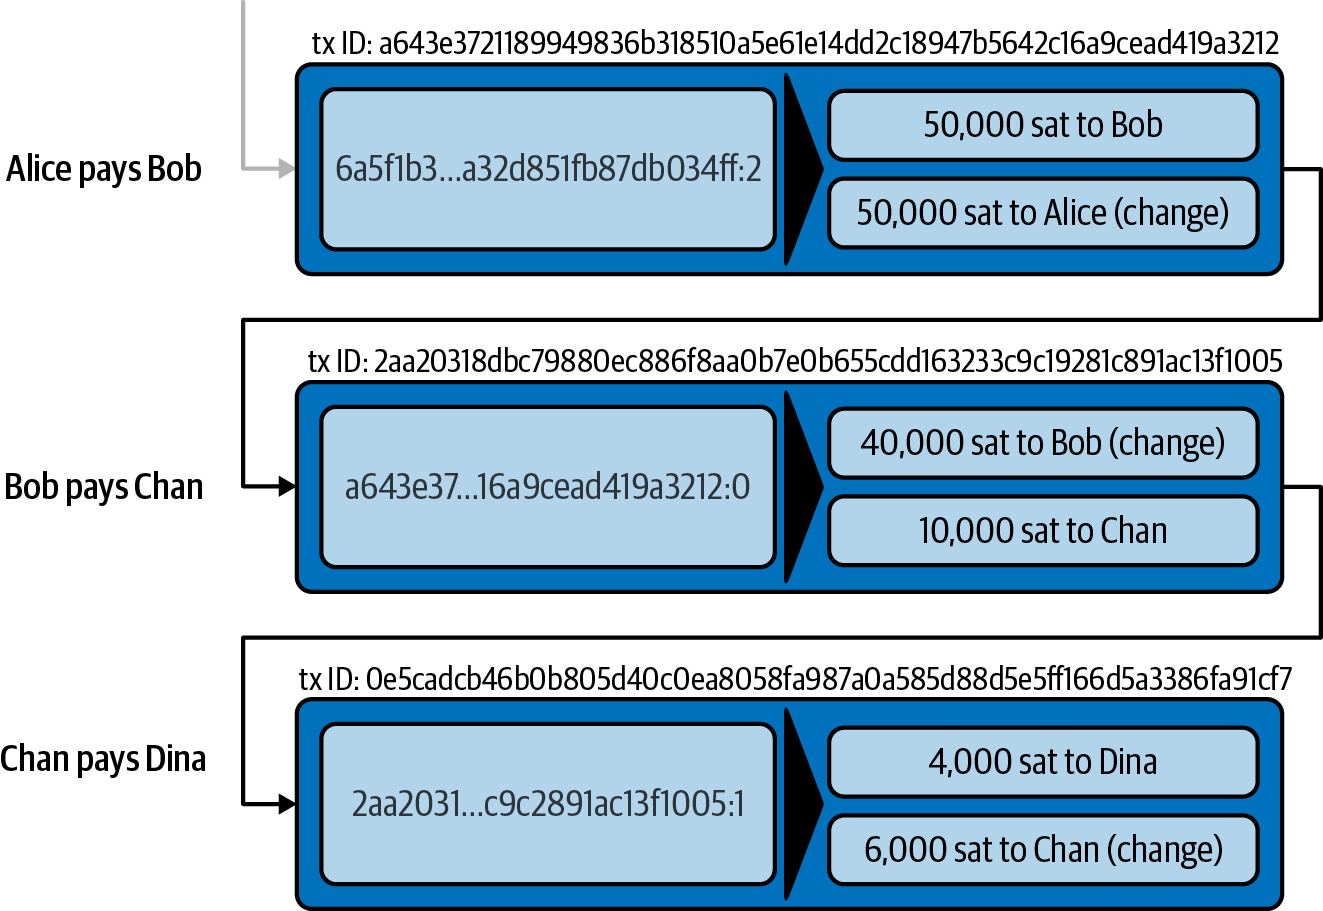 tx ID: a643e3721189949836b318510a5e61e14dd2c18947b5642c16a9cead419a3212
Alice pays Bob
6a5f1b3...a32d851fb87db034ff:2
50,000 sat to Bob
50,000 sat to Alice (change)
tx ID: 2aa20318dbc79880ec886f8aa0b7e0b655cdd163233c9c19281c891ac13f1005
Bob pays Chan
a643e37...16a9cead419a3212:0
40,000 sat to Bob (change)
10,000 sat to Chan
tx ID: 0e5cadcb46b0b805d40c0ea8058fa987a0a585d88d5e5ff166d5a3386fa91cf7
Chan pays Dina
2aa2031...c9c2891ac13f1005:1
4,000 sat to Dina
6,000 sat to Chan (change)